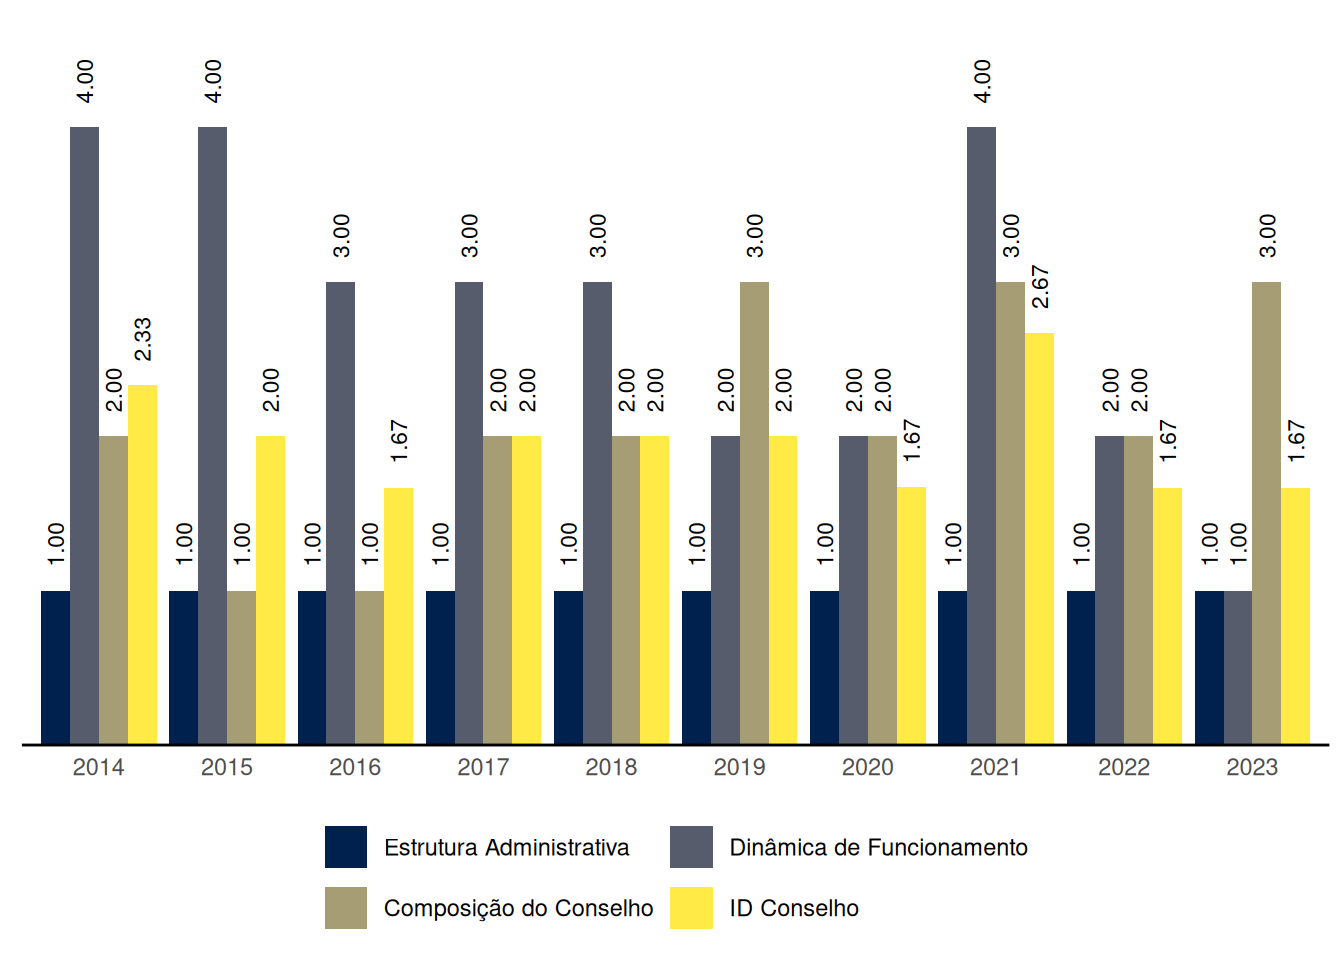 4.00 4.00 4.00
3.00 3.00 3.00 3.00 3.00 3.00
2.67
2.33
2.00 2.00 2.00 2.00 2.00 2.00 2.00 2.00 2.00 2.00 2.00 2.00
1.67 1.67 1.67 1.67
1.00 1.00 1.00 1.00 1.00 1.00 1.00 1.00 1.00 1.00 1.00 1.00 1.00
2014 2015 2016 2017 2018 2019 2020 2021 2022 2023
Estrutura Administrativa Dinâmica de Funcionamento
Composição do Conselho ID Conselho